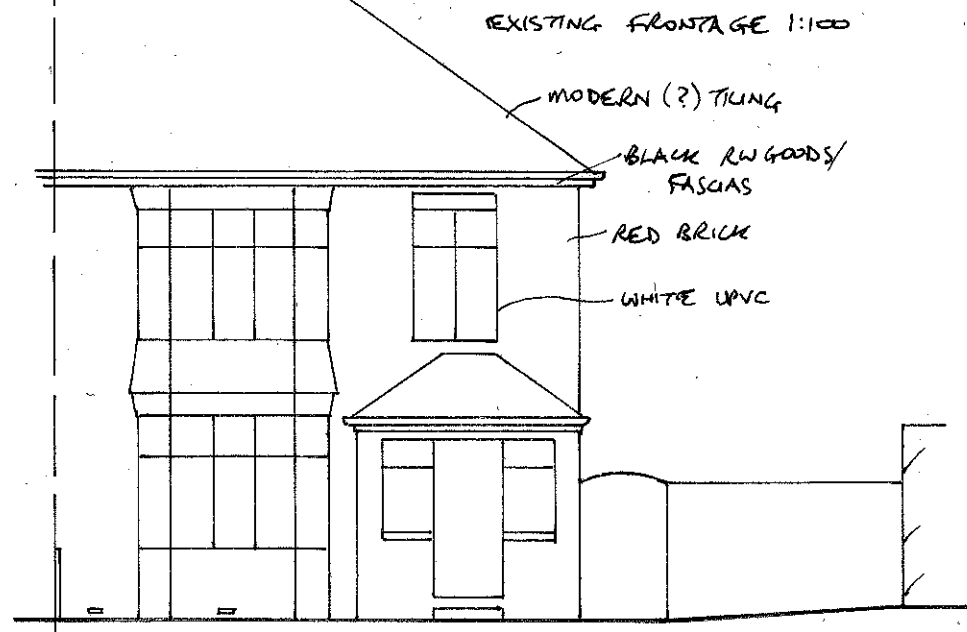 EXISTING FRONTAGE 1:100
MODERN (?) TILING
BLACK RW GOODS/
FASCIAS
RED BRICK
WHITE UPVC